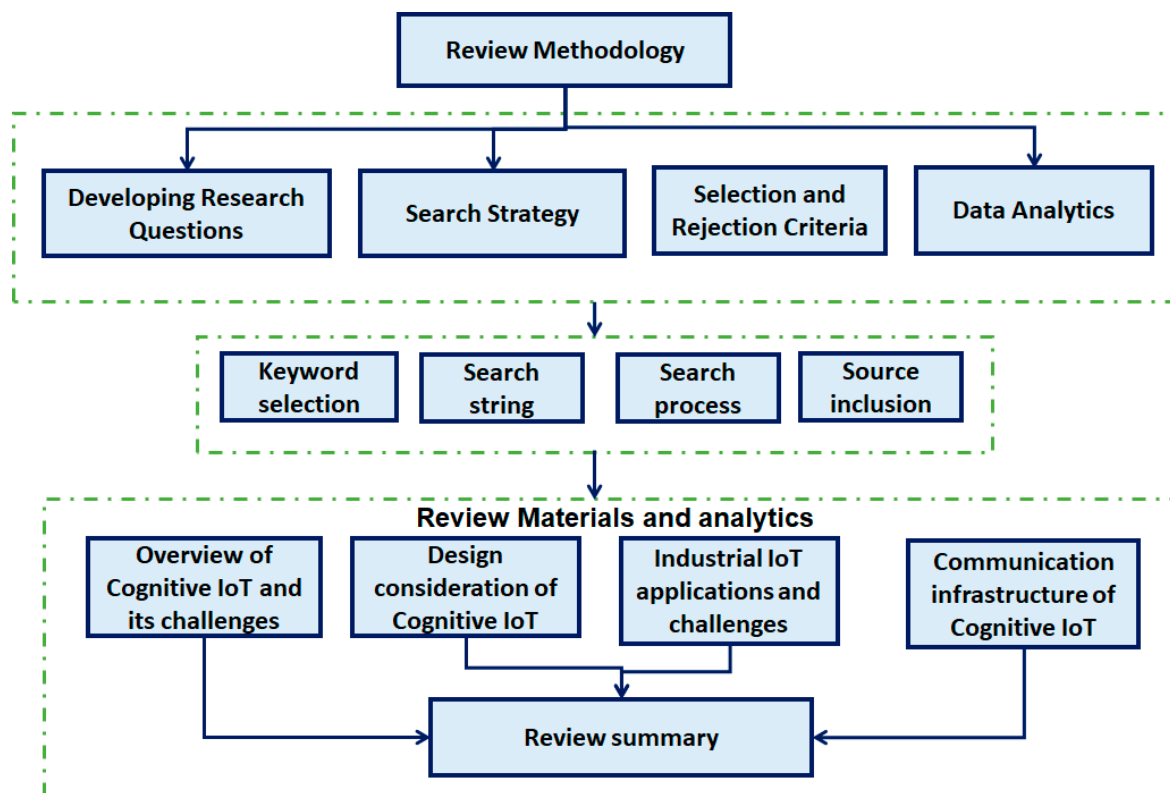 Review Methodology
Developing Research
Questions
Search Strategy
Selection and
Rejection Criteria
Data Analytics
Keyword
selection
Search
string
Search
process
Source
inclusion
Review Materials and analytics
Overview of
Cognitive IoT and
its challenges
Design
consideration of
Cognitive IoT
Industrial IoT
applications and
challenges
Communication
infrastructure of
Cognitive IoT
Review summary